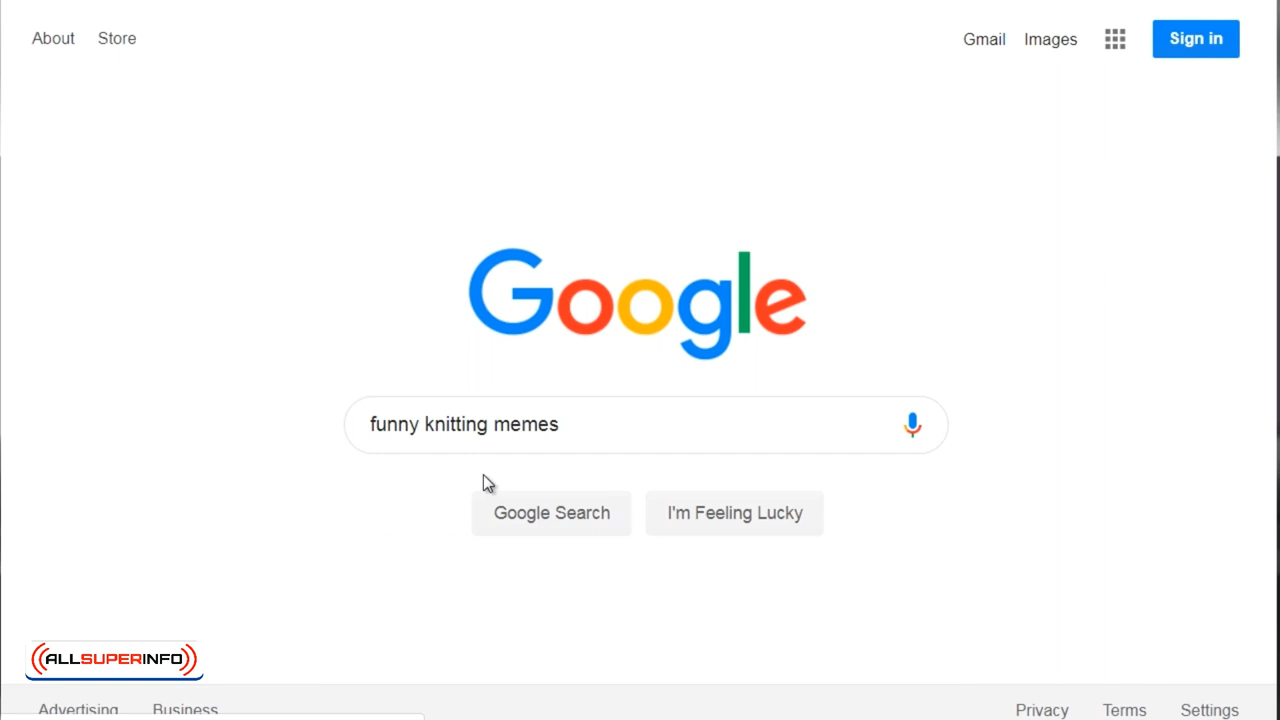 About Store Gmail Images Sign in
Google
funny knitting memes
Google Search I'm Feeling Lucky
ALLSUPERINFO
Advertising Business Privacy Terms Settings